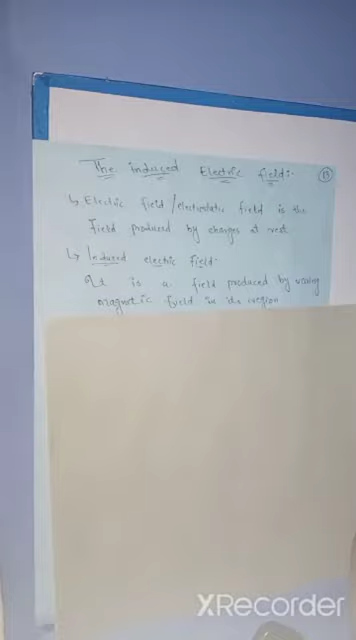 The induced Electric field:-
13
↳ Electric field / electrostatic field is the
field produced by charges at rest
↳ Induced electric field.
It is a field produced by varying
magnetic field in the region
XRecorder